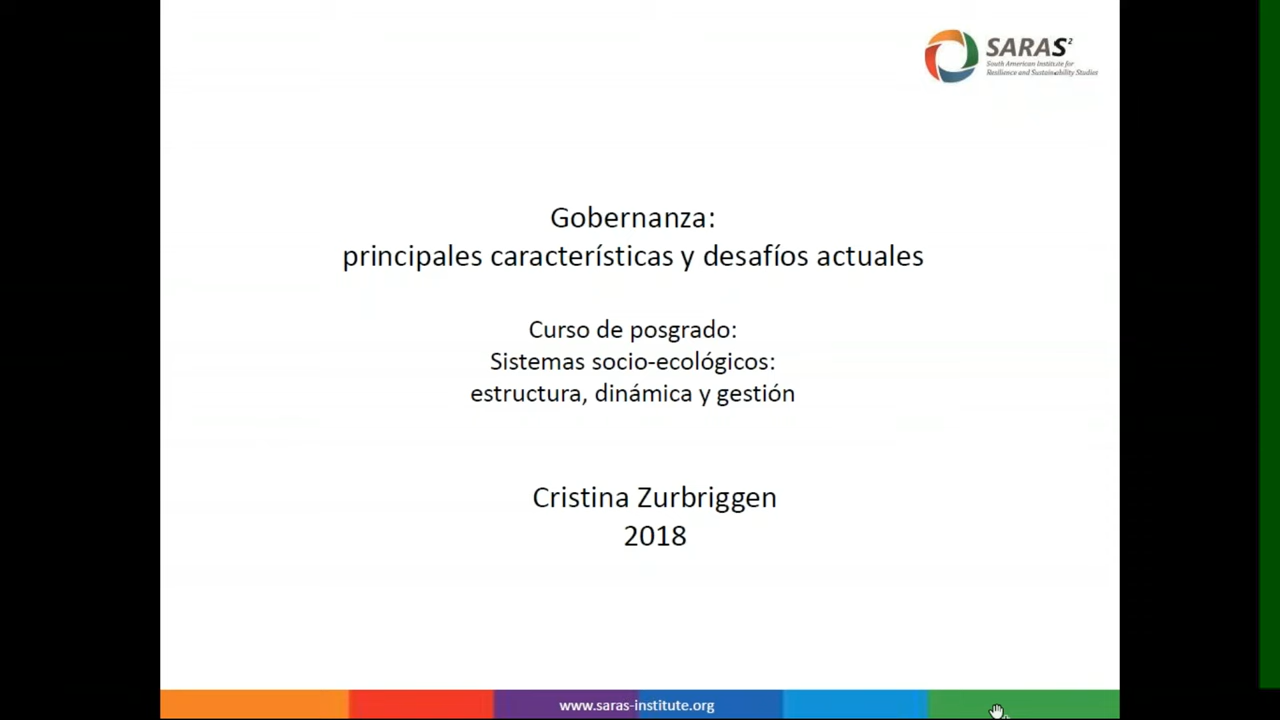 SARAS²
South American Institute for
Resilience and Sustainability Studies
Gobernanza:
principales características y desafíos actuales
Curso de posgrado:
Sistemas socio-ecológicos:
estructura, dinámica y gestión
Cristina Zurbriggen
2018
www.saras-institute.org